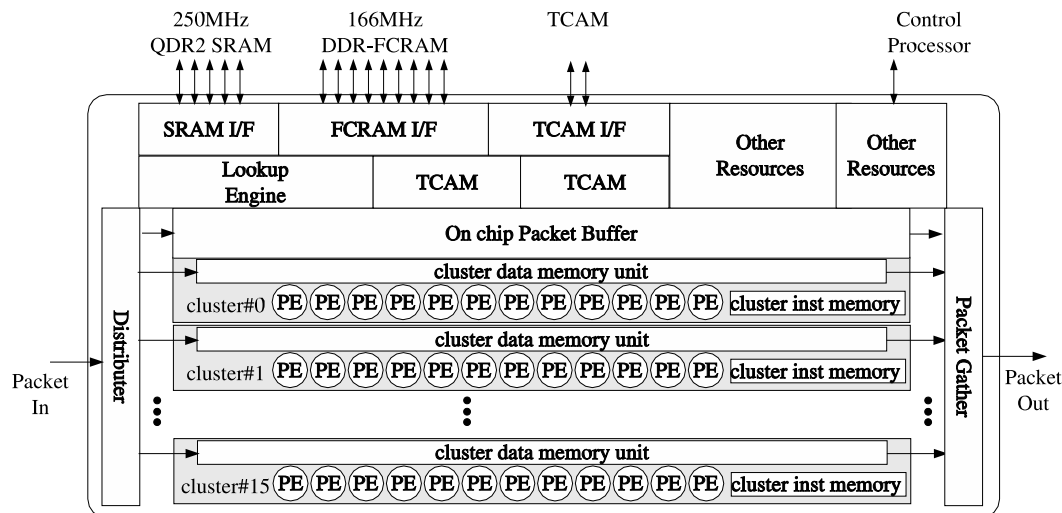 250MHz
QDR2 SRAM
166MHz
DDR-FCRAM
TCAM
Control
Processor
SRAM I/F
FCRAM I/F
TCAM I/F
Other
Resources
Other
Resources
Lookup
Engine
TCAM
TCAM
On chip Packet Buffer
cluster data memory unit
cluster#0 PE PE PE PE PE PE PE PE PE PE PE PE cluster inst memory
cluster data memory unit
cluster#1 PE PE PE PE PE PE PE PE PE PE PE PE cluster inst memory
cluster data memory unit
cluster#15 PE PE PE PE PE PE PE PE PE PE PE PE cluster inst memory
Distributer
Packet Gather
Packet
In
Packet
Out